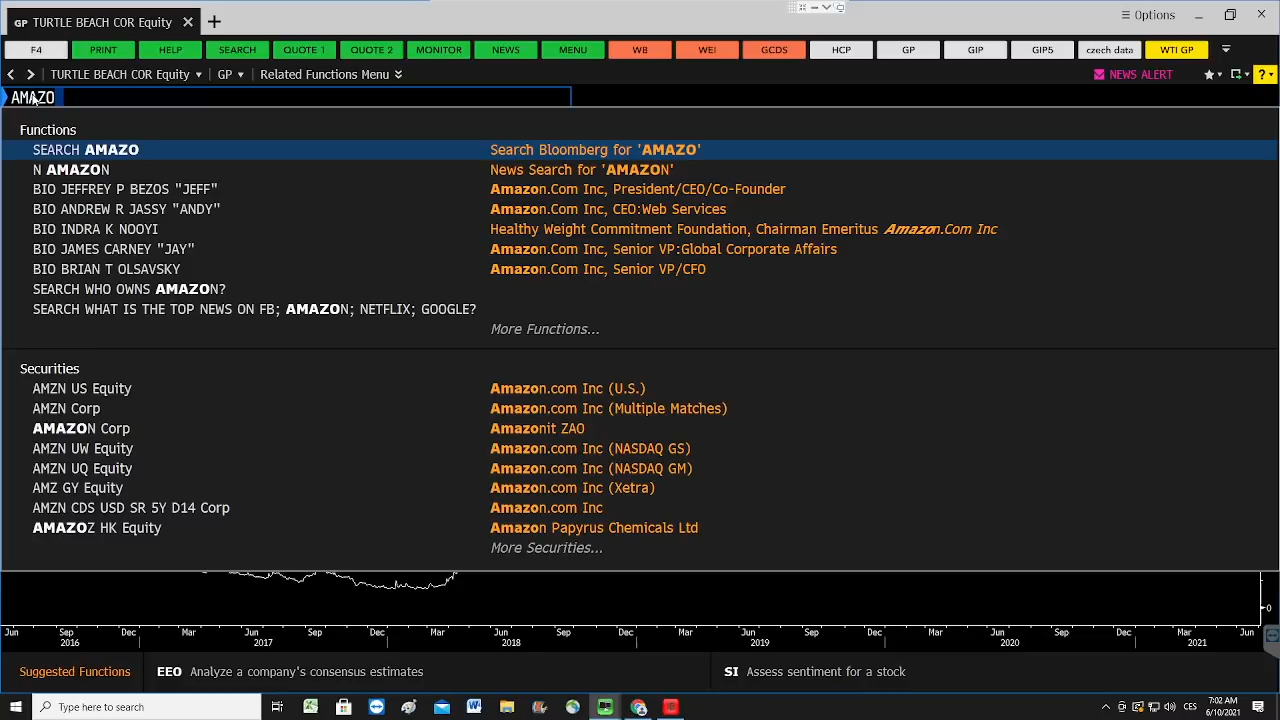 GP TURTLE BEACH COR Equity × +
Options
F4 PRINT HELP SEARCH QUOTE 1 QUOTE 2 MONITOR NEWS MENU WB WEI GCDS HCP GP GIP GIP5 czech data WTI GP
TURTLE BEACH COR Equity GP Related Functions Menu NEWS ALERT ?
AMAZO
Functions
SEARCH AMAZO Search Bloomberg for 'AMAZO'
N AMAZON News Search for 'AMAZON'
BIO JEFFREY P BEZOS "JEFF" Amazon.Com Inc, President/CEO/Co-Founder
BIO ANDREW R JASSY "ANDY" Amazon.Com Inc, CEO:Web Services
BIO INDRA K NOOYI Healthy Weight Commitment Foundation, Chairman Emeritus Amazon.Com Inc
BIO JAMES CARNEY "JAY" Amazon.Com Inc, Senior VP:Global Corporate Affairs
BIO BRIAN T OLSAVSKY Amazon.Com Inc, Senior VP/CFO
SEARCH WHO OWNS AMAZON?
SEARCH WHAT IS THE TOP NEWS ON FB; AMAZON; NETFLIX; GOOGLE?
More Functions...
Securities
AMZN US Equity Amazon.com Inc (U.S.)
AMZN Corp Amazon.com Inc (Multiple Matches)
AMAZON Corp Amazonit ZAO
AMZN UW Equity Amazon.com Inc (NASDAQ GS)
AMZN UQ Equity Amazon.com Inc (NASDAQ GM)
AMZ GY Equity Amazon.com Inc (Xetra)
AMZN CDS USD SR 5Y D14 Corp Amazon.com Inc
AMAZOZ HK Equity Amazon Papyrus Chemicals Ltd
More Securities...
0
Jun Sep Dec Mar Jun Sep Dec Mar Jun Sep Dec Mar Jun Sep Dec Mar Jun Sep Dec Mar Jun
2016 2017 2018 2019 2020 2021
Suggested Functions EEO Analyze a company's consensus estimates SI Assess sentiment for a stock
Type here to search CES 7:02 AM
6/10/2021